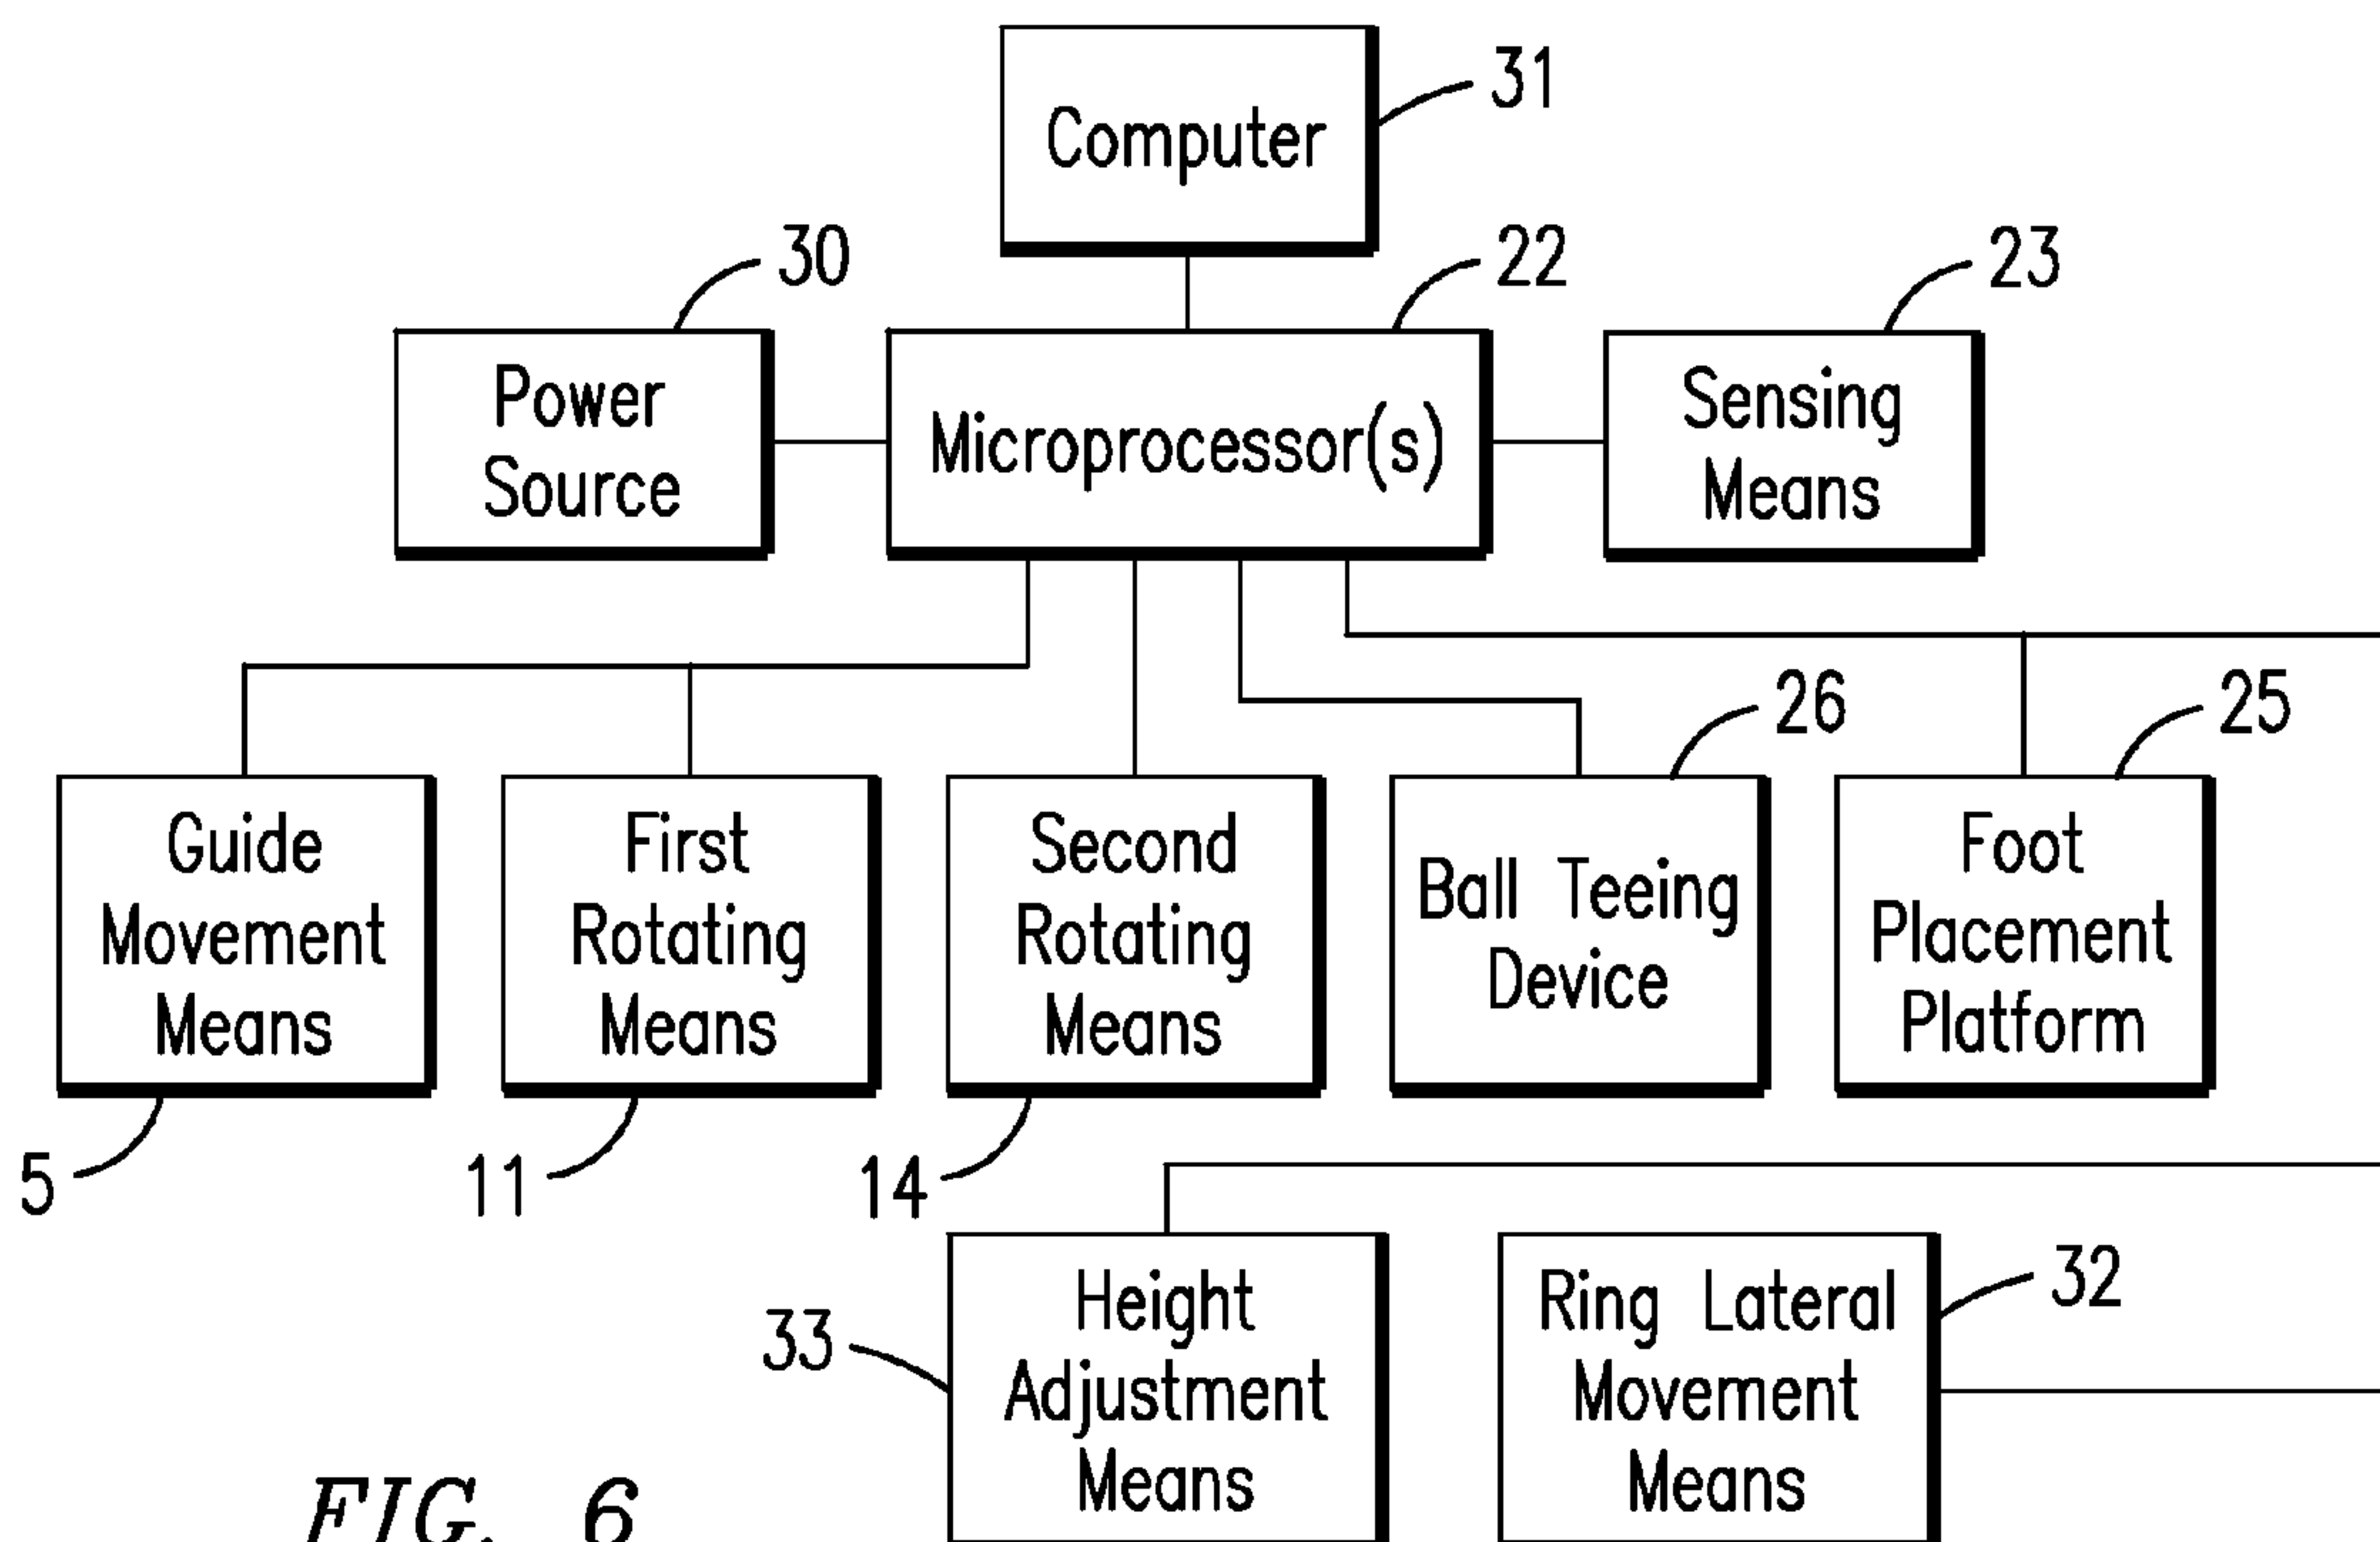 Computer
31
30
22
23
Power
Source
Microprocessor(s)
Sensing
Means
26
25
Guide
Movement
Means
First
Rotating
Means
Second
Rotating
Means
Ball Teeing
Device
Foot
Placement
Platform
5
11
14
33
Height
Adjustment
Means
Ring Lateral
Movement
Means
32
FIG. 6